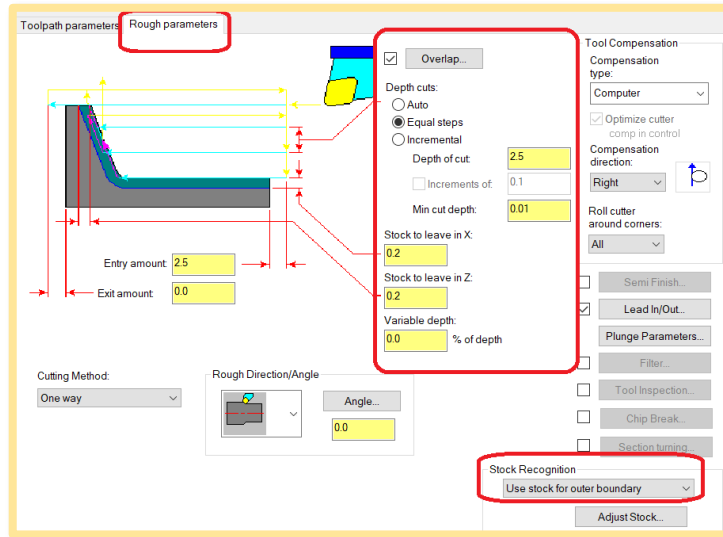 Toolpath parameters
Rough parameters
Overlap...
Depth cuts:
Auto
Equal steps
Incremental
Depth of cut:
2.5
Increments of:
0.1
Min cut depth:
0.01
Stock to leave in X:
0.2
Stock to leave in Z:
0.2
Variable depth:
0.0
% of depth
Entry amount:
2.5
Exit amount:
0.0
Cutting Method:
One way
Rough Direction/Angle
Angle...
0.0
Tool Compensation
Compensation
type:
Computer
Optimize cutter
comp in control
Compensation
direction:
Right
Roll cutter
around corners:
All
Semi Finish...
Lead In/Out...
Plunge Parameters...
Filter...
Tool Inspection...
Chip Break...
Section turning...
Stock Recognition
Use stock for outer boundary
Adjust Stock...